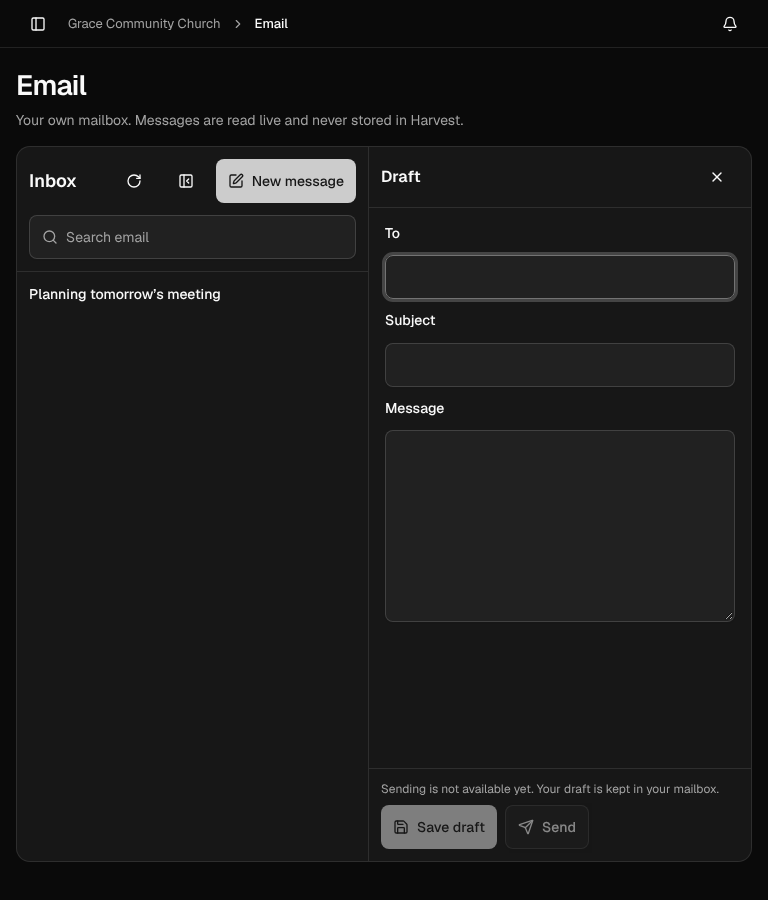 Grace Community Church > Email
Email
Your own mailbox. Messages are read live and never stored in Harvest.
Inbox
New message
Search email
Planning tomorrow’s meeting
Draft
To
Subject
Message
Sending is not available yet. Your draft is kept in your mailbox.
Save draft
Send